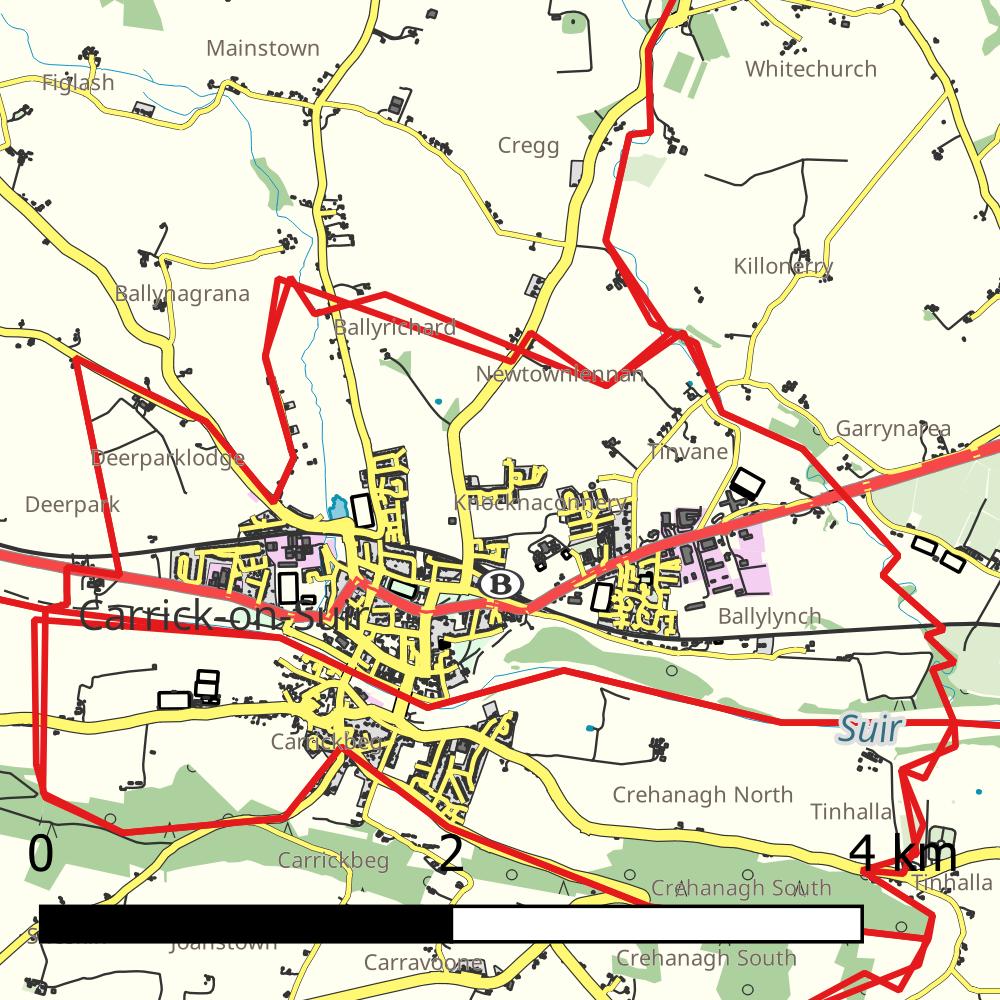 Mainstown
Whitechurch
Figlash
Cregg
Killonerry
Ballynagrana
Ballyrichard
Newtownlennan
Garrynarea
Tinvane
Deerparklodge
Deerpark
Knocknaconnery
B
Carrick-on-Suir
Ballylynch
Suir
Carrickbeg
Crehanagh North
Tinhalla
0
2
4 km
Carrickbeg
Crehanagh South
Tinhalla
Joanstown
Carravoone
Crehanagh South